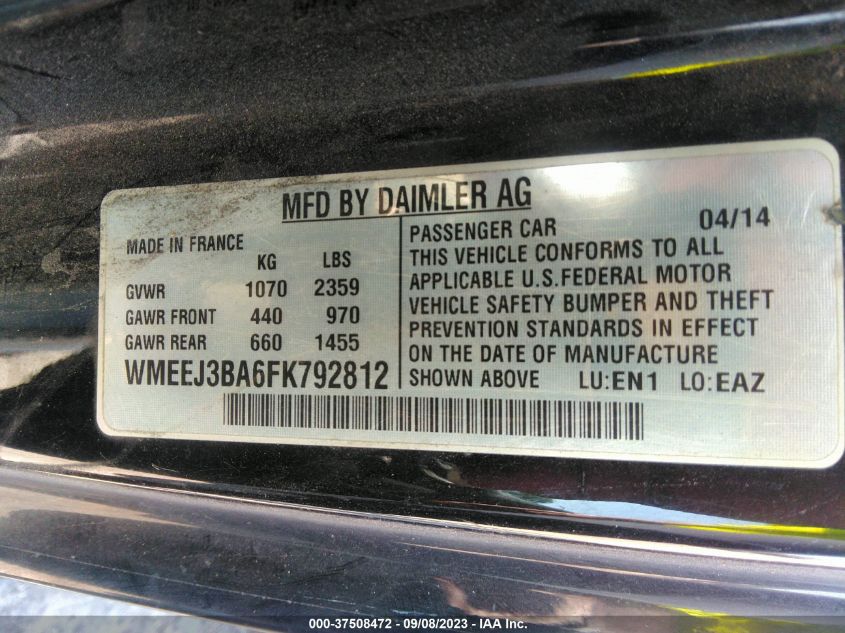 MFD BY DAIMLER AG
MADE IN FRANCE
KG LBS
GVWR 1070 2359
GAWR FRONT 440 970
GAWR REAR 660 1455
WMEEJ3BA6FK792812
PASSENGER CAR 04/14
THIS VEHICLE CONFORMS TO ALL
APPLICABLE U.S.FEDERAL MOTOR
VEHICLE SAFETY BUMPER AND THEFT
PREVENTION STANDARDS IN EFFECT
ON THE DATE OF MANUFACTURE
SHOWN ABOVE LU:EN1 LO:EAZ
000-37508472 - 09/08/2023 - IAA Inc.